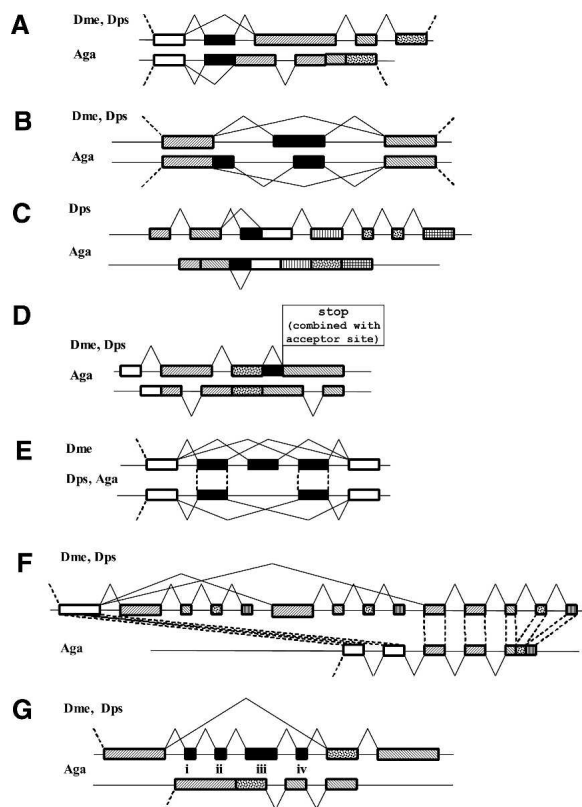 A
Dme, Dps
Aga
B
Dme, Dps
Aga
C
Dps
Aga
D
stop
(combined with
acceptor site)
Dme, Dps
Aga
E
Dme
Dps, Aga
F
Dme, Dps
Aga
G
Dme, Dps
i ii iii iv
Aga